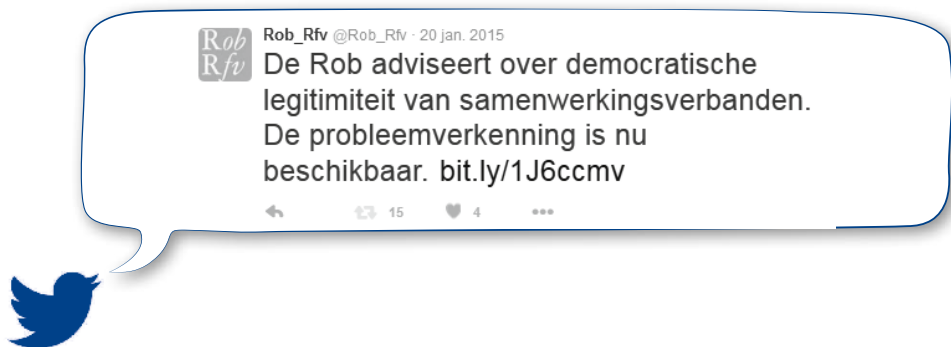 Rob
Rfv
Rob_Rfv @Rob_Rfv · 20 jan. 2015
De Rob adviseert over democratische
legitimiteit van samenwerkingsverbanden.
De probleemverkenning is nu
beschikbaar. bit.ly/1J6ccmv
15 4